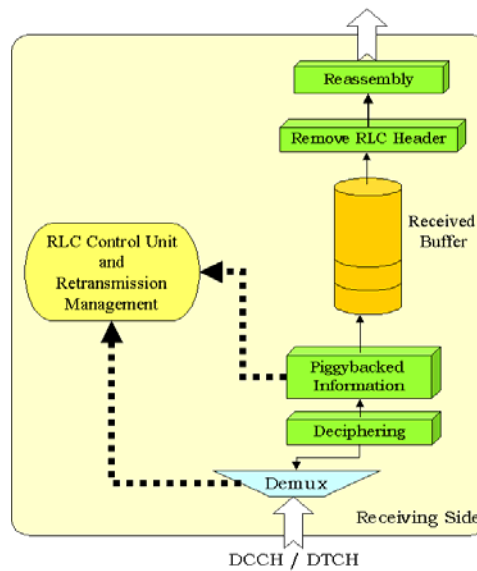 Reassembly
Remove RLC Header
Received
Buffer
RLC Control Unit
and
Retransmission
Management
Piggybacked
Information
Deciphering
Demux
Receiving Side
DCCH / DTCH